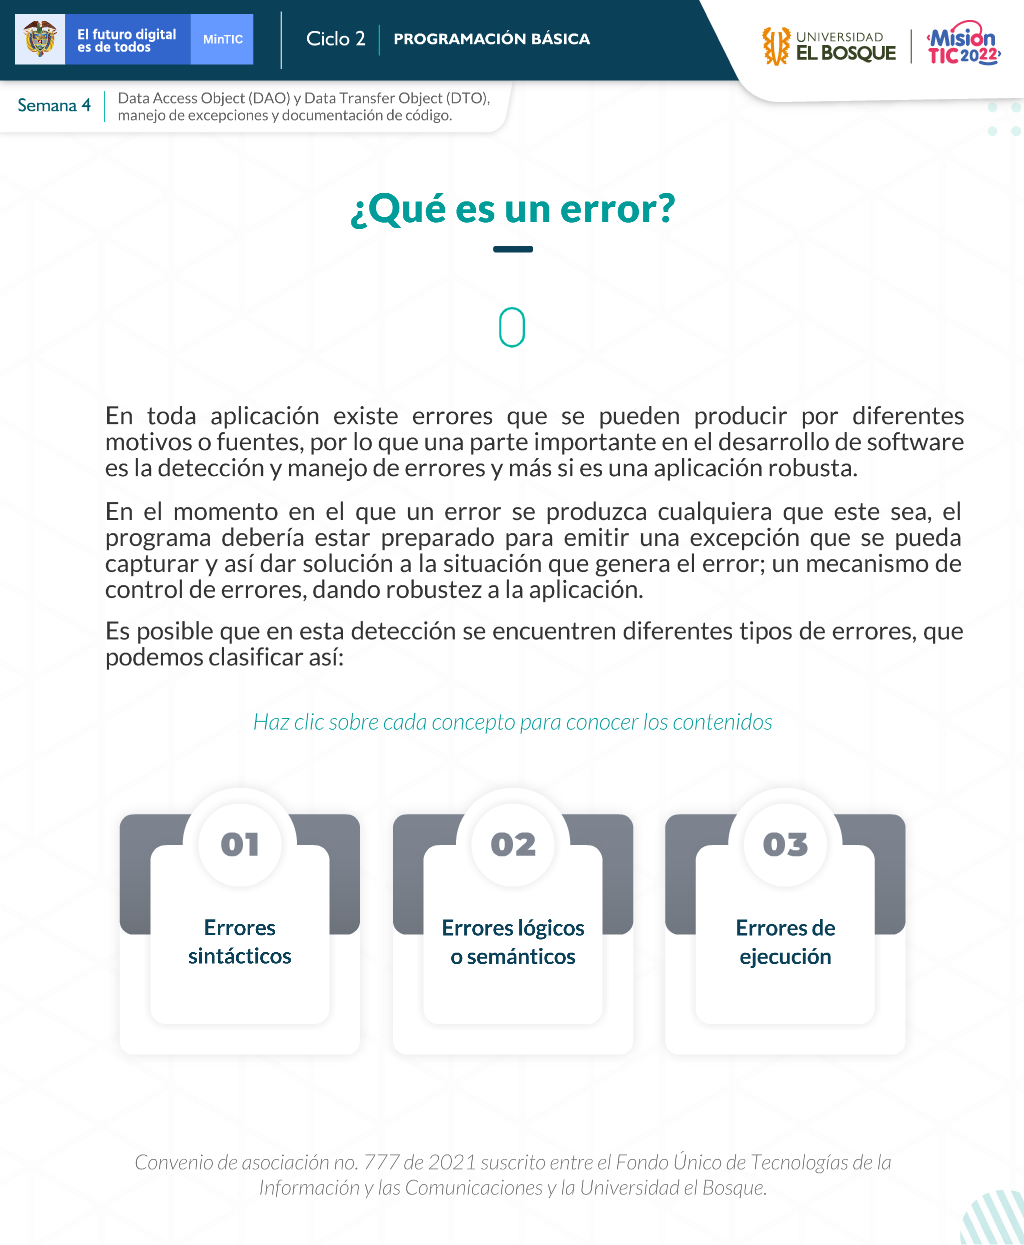 El futuro digital
es de todos
MinTIC
Ciclo 2
PROGRAMACIÓN BÁSICA
UNIVERSIDAD
EL BOSQUE
Misión
TIC 2022
Semana 4
Data Access Object (DAO) y Data Transfer Object (DTO),
manejo de excepciones y documentación de código.
¿Qué es un error?
En toda aplicación existe errores que se pueden producir por diferentes
motivos o fuentes, por lo que una parte importante en el desarrollo de software
es la detección y manejo de errores y más si es una aplicación robusta.
En el momento en el que un error se produzca cualquiera que este sea, el
programa debería estar preparado para emitir una excepción que se pueda
capturar y así dar solución a la situación que genera el error; un mecanismo de
control de errores, dando robustez a la aplicación.
Es posible que en esta detección se encuentren diferentes tipos de errores, que
podemos clasificar así:
Haz clic sobre cada concepto para conocer los contenidos
01
Errores
sintácticos
02
Errores lógicos
o semánticos
03
Errores de
ejecución
Convenio de asociación no. 777 de 2021 suscrito entre el Fondo Único de Tecnologías de la
Información y las Comunicaciones y la Universidad el Bosque.